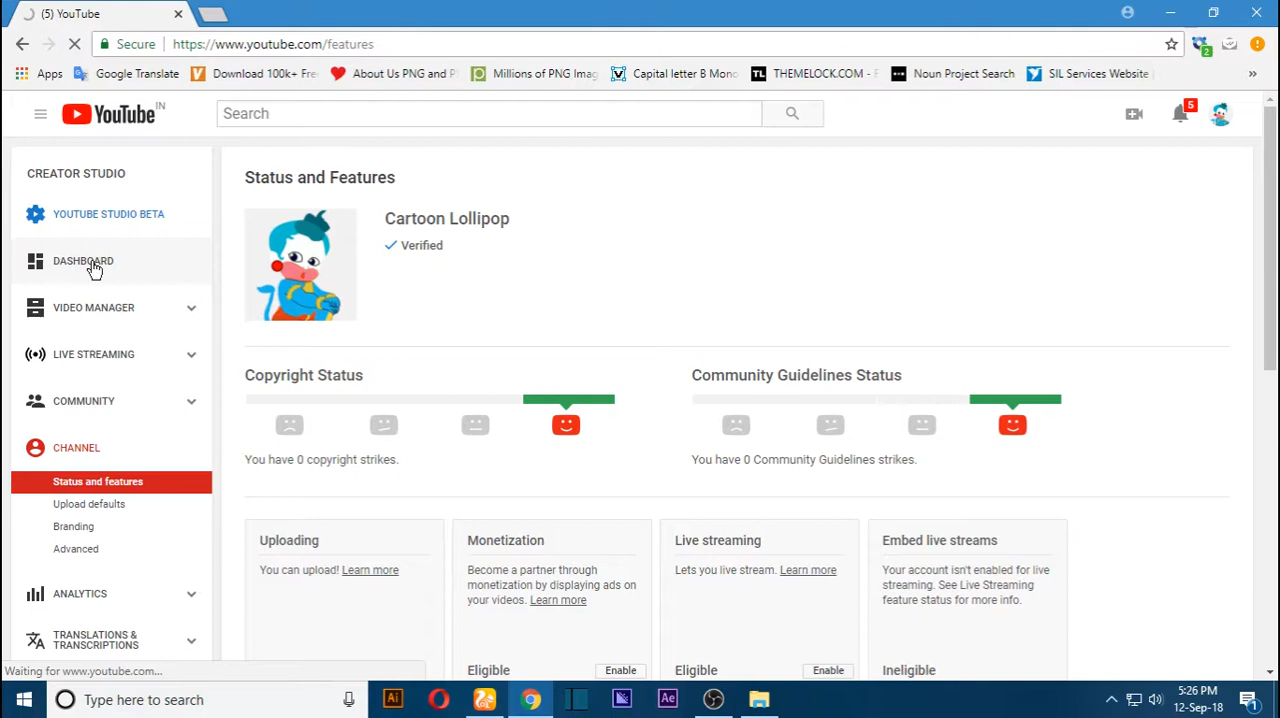 (5) YouTube
Secure https://www.youtube.com/features
2
Apps Google Translate Download 100k+ Fre About Us PNG and F Millions of PNG Imag Capital letter B Mono THEMELOCK.COM - F Noun Project Search SIL Services Website
YouTube IN
Search
5
CREATOR STUDIO
YOUTUBE STUDIO BETA
DASHBOARD
VIDEO MANAGER
LIVE STREAMING
COMMUNITY
CHANNEL
Status and features
Upload defaults
Branding
Advanced
ANALYTICS
TRANSLATIONS &
TRANSCRIPTIONS
Status and Features
Cartoon Lollipop
Verified
Copyright Status
You have 0 copyright strikes.
Community Guidelines Status
You have 0 Community Guidelines strikes.
Uploading
You can upload! Learn more
Monetization
Become a partner through
monetization by displaying ads on
your videos. Learn more
Eligible Enable
Live streaming
Lets you live stream. Learn more
Eligible Enable
Embed live streams
Your account isn't enabled for live
streaming. See Live Streaming
feature status for more info.
Ineligible
Waiting for www.youtube.com...
Type here to search
Ai
Ae
5:26 PM
12-Sep-18
1